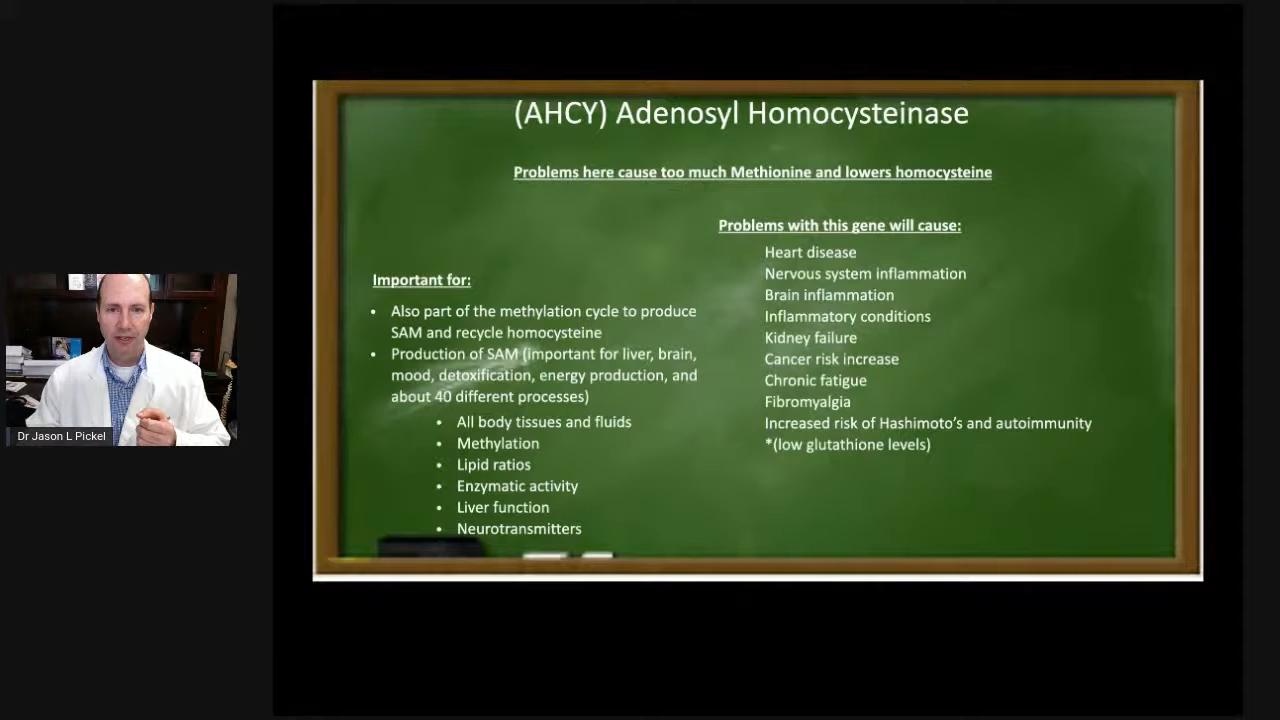 (AHCY) Adenosyl Homocysteinase
Problems here cause too much Methionine and lowers homocysteine
Important for:
• Also part of the methylation cycle to produce
SAM and recycle homocysteine
• Production of SAM (important for liver, brain,
mood, detoxification, energy production, and
about 40 different processes)
• All body tissues and fluids
• Methylation
• Lipid ratios
• Enzymatic activity
• Liver function
• Neurotransmitters
Problems with this gene will cause:
Heart disease
Nervous system inflammation
Brain inflammation
Inflammatory conditions
Kidney failure
Cancer risk increase
Chronic fatigue
Fibromyalgia
Increased risk of Hashimoto’s and autoimmunity
*(low glutathione levels)
Dr Jason L Pickel